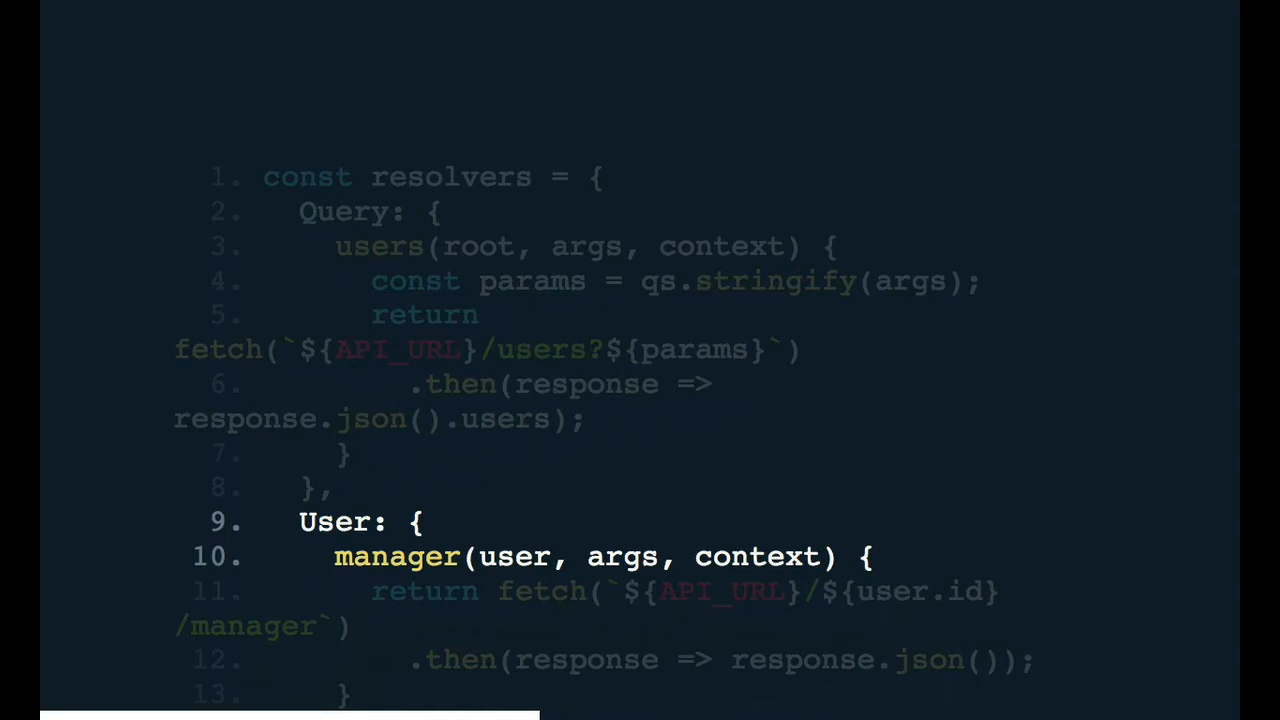 1. const resolvers = {
2. Query: {
3. users(root, args, context) {
4. const params = qs.stringify(args);
5. return
fetch(`${API_URL}/users?${params}`)
6. .then(response =>
response.json().users);
7. }
8. },
9. User: {
10. manager(user, args, context) {
11. return fetch(`${API_URL}/${user.id}
/manager`)
12. .then(response => response.json());
13. }